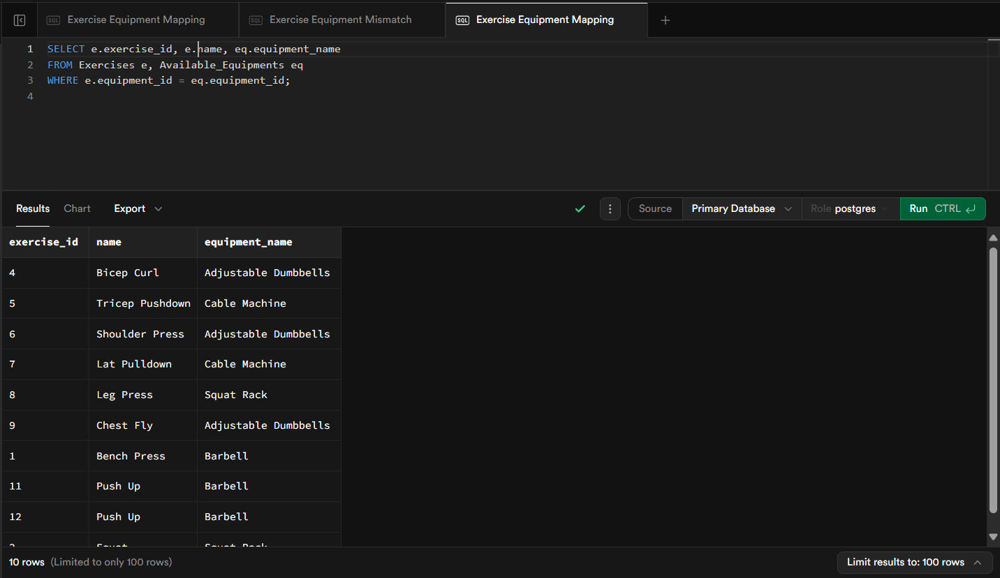 SQL Exercise Equipment Mapping SQL Exercise Equipment Mismatch SQL Exercise Equipment Mapping
1 SELECT e.exercise_id, e.name, eq.equipment_name
2 FROM Exercises e, Available_Equipments eq
3 WHERE e.equipment_id = eq.equipment_id;
4
Results Chart Export Source Primary Database Role postgres Run CTRL
exercise_id name equipment_name
4 Bicep Curl Adjustable Dumbbells
5 Tricep Pushdown Cable Machine
6 Shoulder Press Adjustable Dumbbells
7 Lat Pulldown Cable Machine
8 Leg Press Squat Rack
9 Chest Fly Adjustable Dumbbells
1 Bench Press Barbell
11 Push Up Barbell
12 Push Up Barbell
2 Squat Squat Rack
10 rows (Limited to only 100 rows) Limit results to: 100 rows